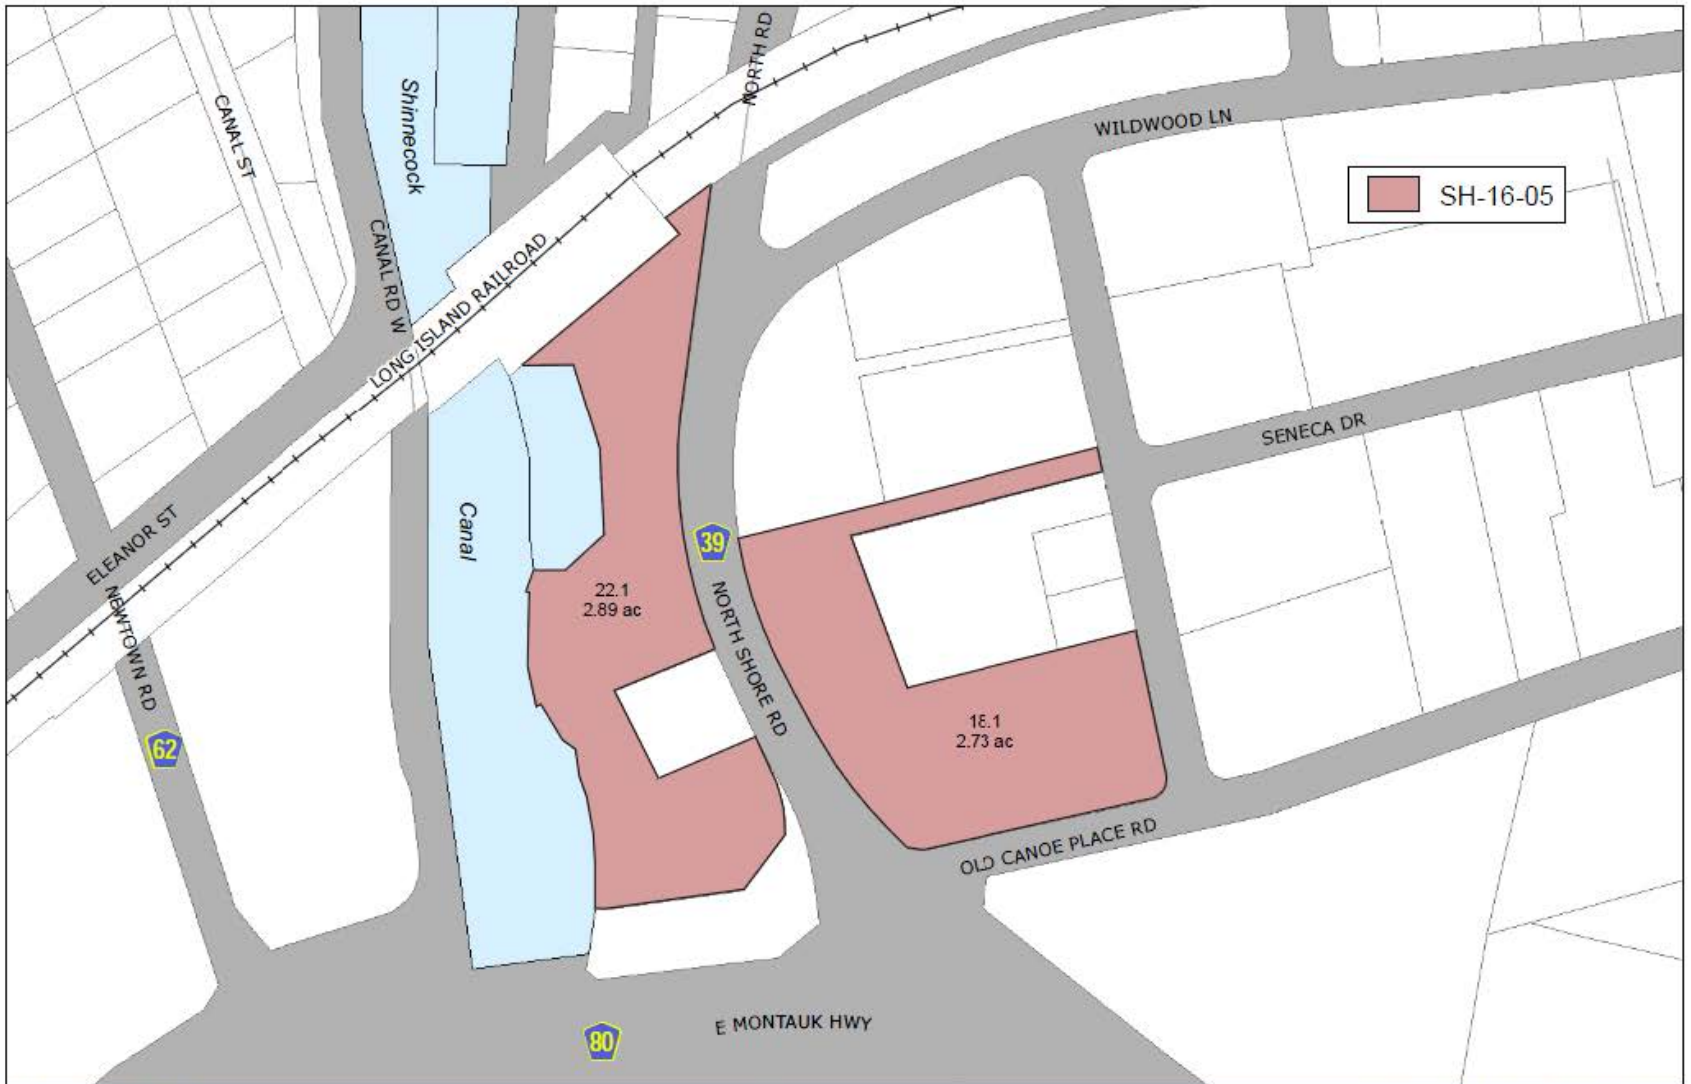 NORTH RD
Shinnecock
CANAL ST
WILDWOOD LN
SH-16-05
CANAL RD W
LONG ISLAND RAILROAD
SENECA DR
Canal
ELEANOR ST
39
22.1
2.89 ac
NEWTOWN RD
NORTH SHORE RD
18.1
2.73 ac
62
OLD CANOE PLACE RD
E MONTAUK HWY
80